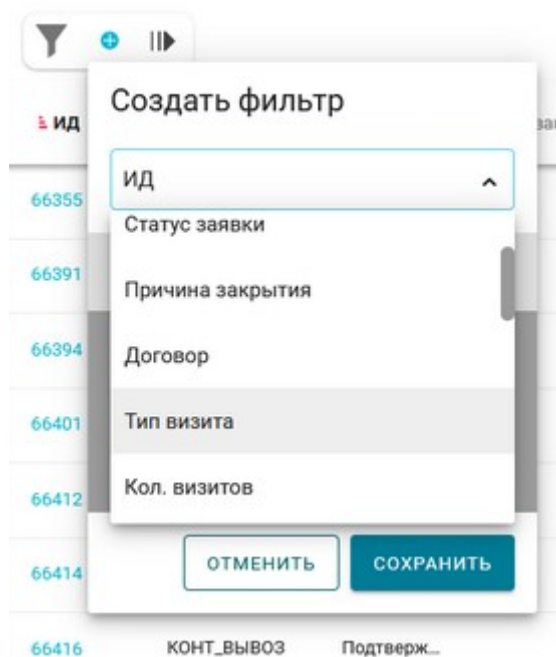 Создать фильтр
ИД
ИД
66355
Статус заявки
66391
Причина закрытия
66394
Договор
66401
Тип визита
66412
Кол. визитов
66414
ОТМЕНИТЬ
СОХРАНИТЬ
66416
КОНТ_ВЫВОЗ
Подтверж...